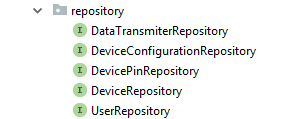 repository
I DataTransmiterRepository
I DeviceConfigurationRepository
I DevicePinRepository
I DeviceRepository
I UserRepository